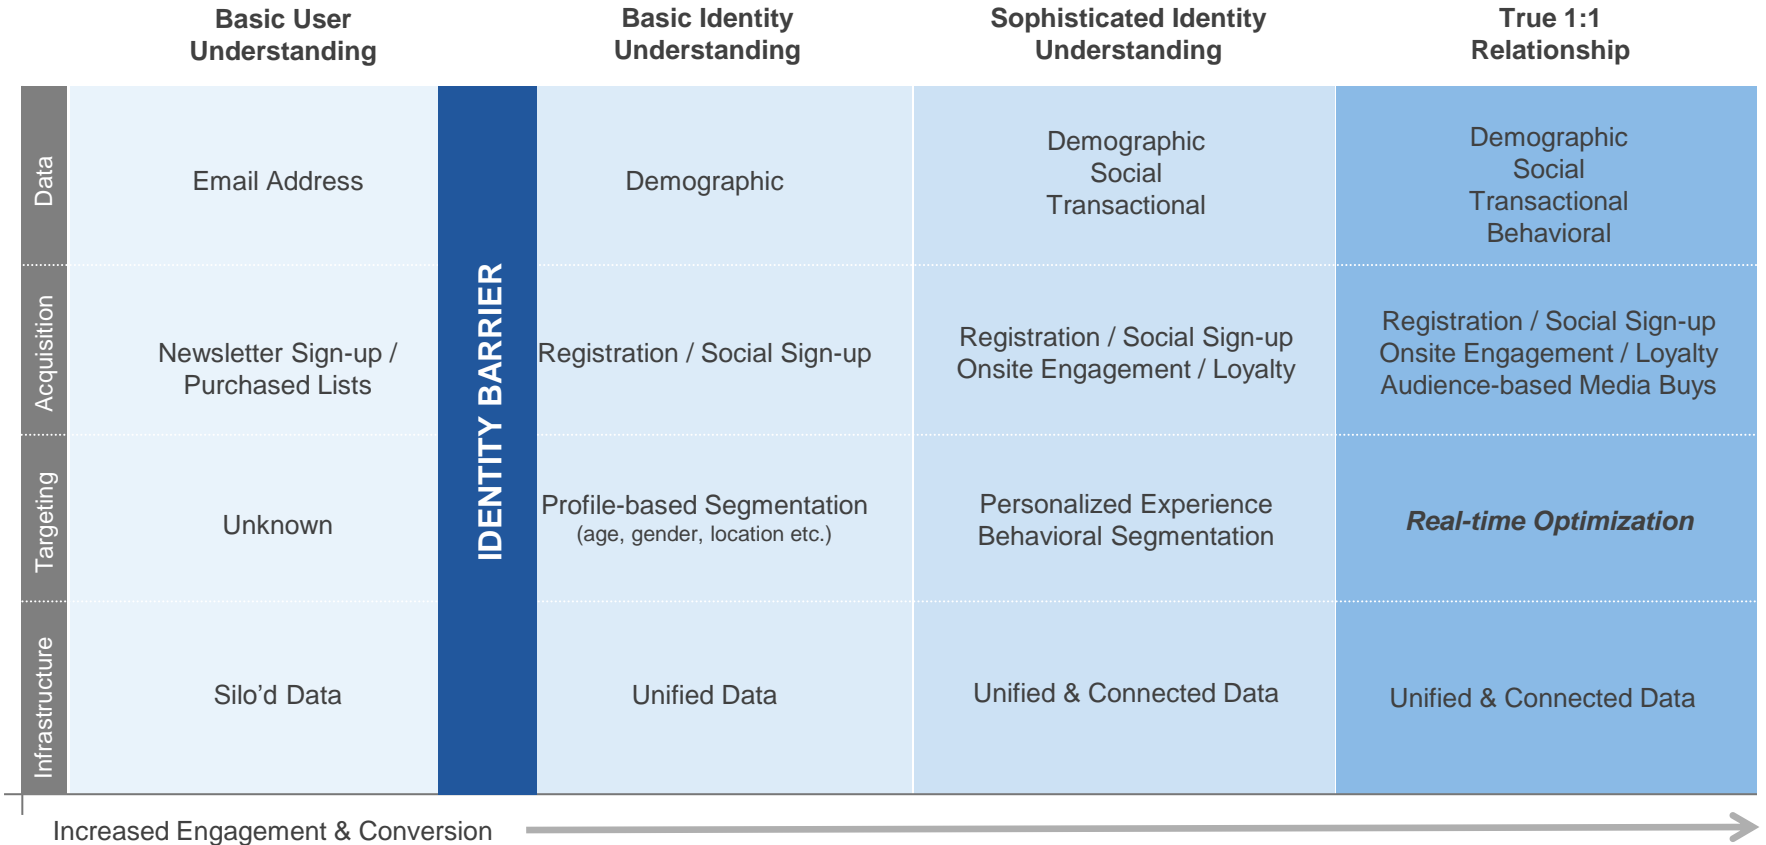 Basic User
Understanding
Basic Identity
Understanding
Sophisticated Identity
Understanding
True 1:1
Relationship
Data
Email Address
Demographic
Demographic
Social
Transactional
Demographic
Social
Transactional
Behavioral
IDENTITY BARRIER
Acquisition
Newsletter Sign-up /
Purchased Lists
Registration / Social Sign-up
Registration / Social Sign-up
Onsite Engagement / Loyalty
Registration / Social Sign-up
Onsite Engagement / Loyalty
Audience-based Media Buys
Targeting
Unknown
Profile-based Segmentation
(age, gender, location etc.)
Personalized Experience
Behavioral Segmentation
Real-time Optimization
Infrastructure
Silo’d Data
Unified Data
Unified & Connected Data
Unified & Connected Data
Increased Engagement & Conversion